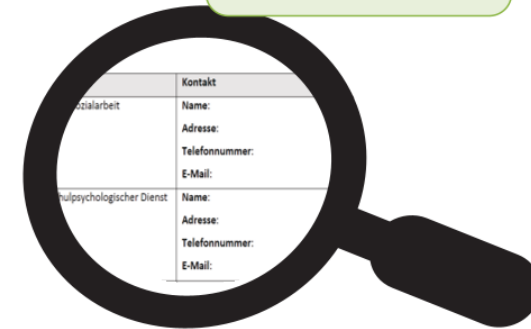 Kontakt
ozialarbeit Name:
Adresse:
Telefonnummer:
E-Mail:
hulpsychologischer Dienst Name:
Adresse:
Telefonnummer:
E-Mail: